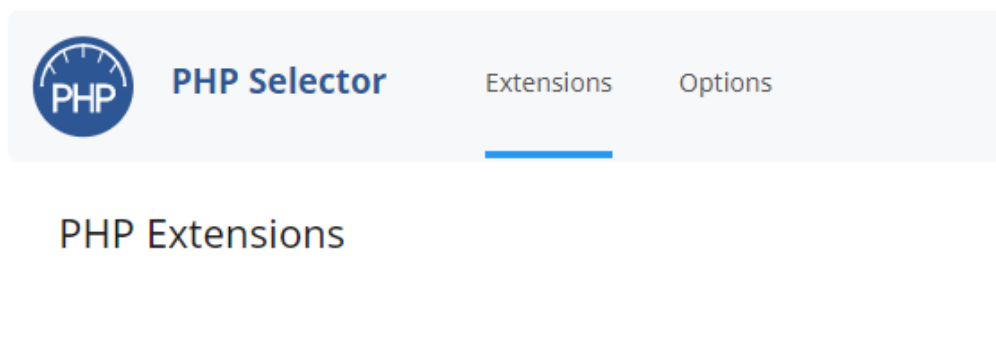 PHP
PHP Selector
Extensions
Options
PHP Extensions